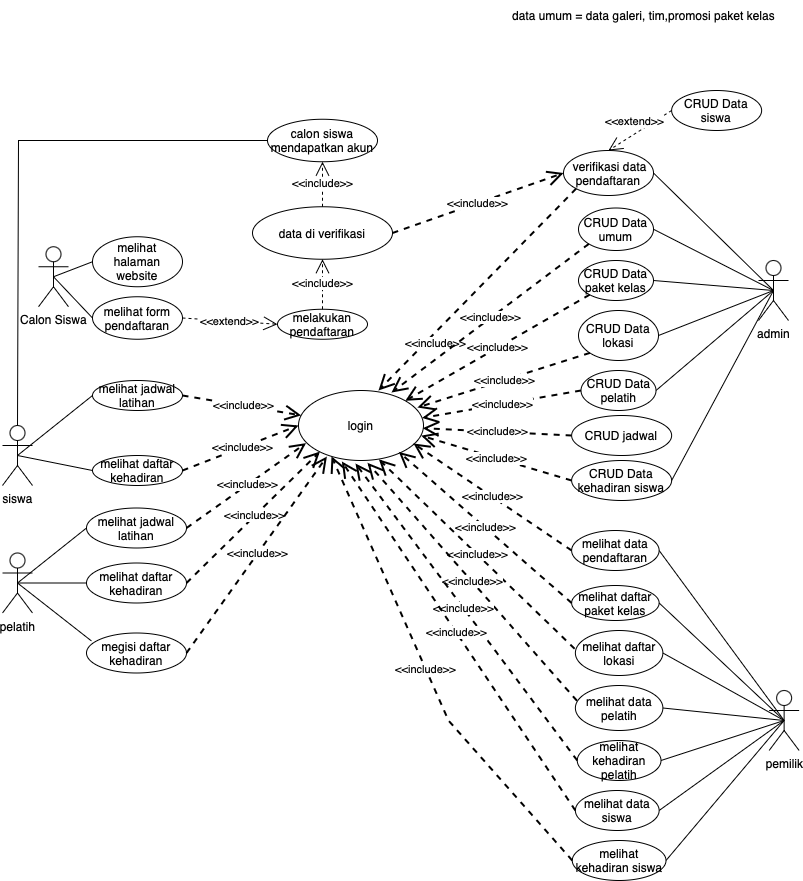 data umum = data galeri, tim,promosi paket kelas
CRUD Data
siswa
<<extend>>
calon siswa
mendapatkan akun
verifikasi data
pendaftaran
<<include>>
<<include>>
CRUD Data
umum
data di verifikasi
melihat
halaman
website
CRUD Data
paket kelas
<<include>>
Calon Siswa
melihat form
pendaftaran
<<extend>>
melakukan
pendaftaran
<<include>>
CRUD Data
lokasi
admin
<<include>>
<<include>>
<<include>>
CRUD Data
pelatih
melihat jadwal
latihan
<<include>>
<<include>>
login
<<include>>
CRUD jadwal
<<include>>
<<include>>
siswa
melihat daftar
kehadiran
CRUD Data
kehadiran siswa
<<include>>
<<include>>
melihat jadwal
latihan
<<include>>
<<include>>
<<include>>
<<include>>
melihat data
pendaftaran
melihat daftar
kehadiran
<<include>>
<<include>>
melihat daftar
paket kelas
pelatih
<<include>>
megisi daftar
kehadiran
melihat daftar
lokasi
<<include>>
melihat data
pelatih
melihat
kehadiran
pelatih
pemilik
melihat data
siswa
melihat
kehadiran siswa